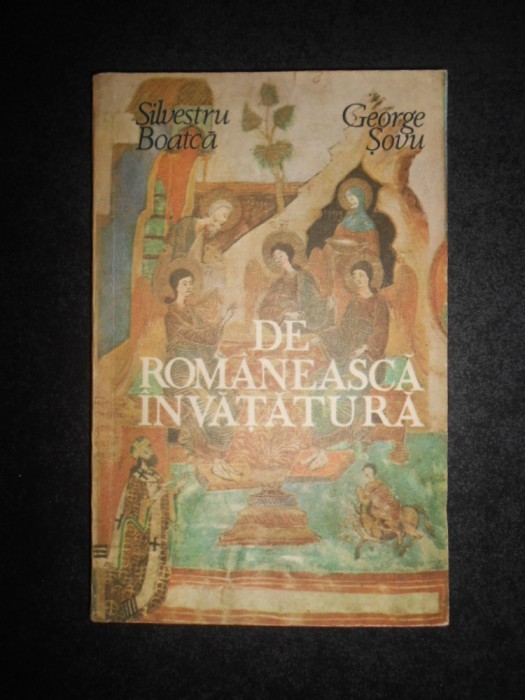 Silvestru
Boatcă
George
Șovu
DE
ROMÂNEASCĂ
ÎNVĂȚĂTURĂ